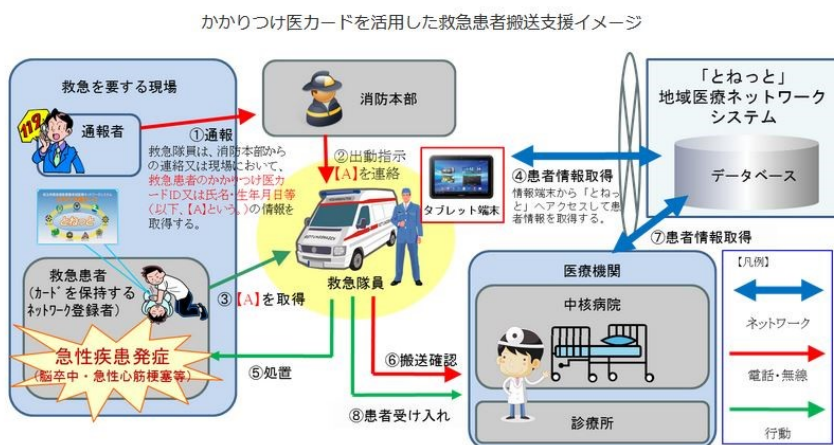 かかりつけ医カードを活用した救急患者搬送支援イメージ
救急を要する現場
119
通報者
①通報
救急隊員は、消防本部から
の連絡又は現場において、
救急患者のかかりつけ医カ
ードID又は氏名・生年月日等
(以下、【A】という。)の情報を
取得する。
消防本部
②出動指示
【A】を連絡
タブレット端末
④患者情報取得
情報端末から「とねっ
と」へアクセスして患
者情報を取得する。
「とねっと」
地域医療ネットワーク
システム
データベース
とねっと
救急患者
(カードを保持する
ネットワーク登録者)
③【A】を取得
救急隊員
急性疾患発症
(脳卒中・急性心筋梗塞等)
⑤処置
⑥搬送確認
⑧患者受け入れ
⑦患者情報取得
医療機関
中核病院
診療所
【凡例】
ネットワーク
電話・無線
行動